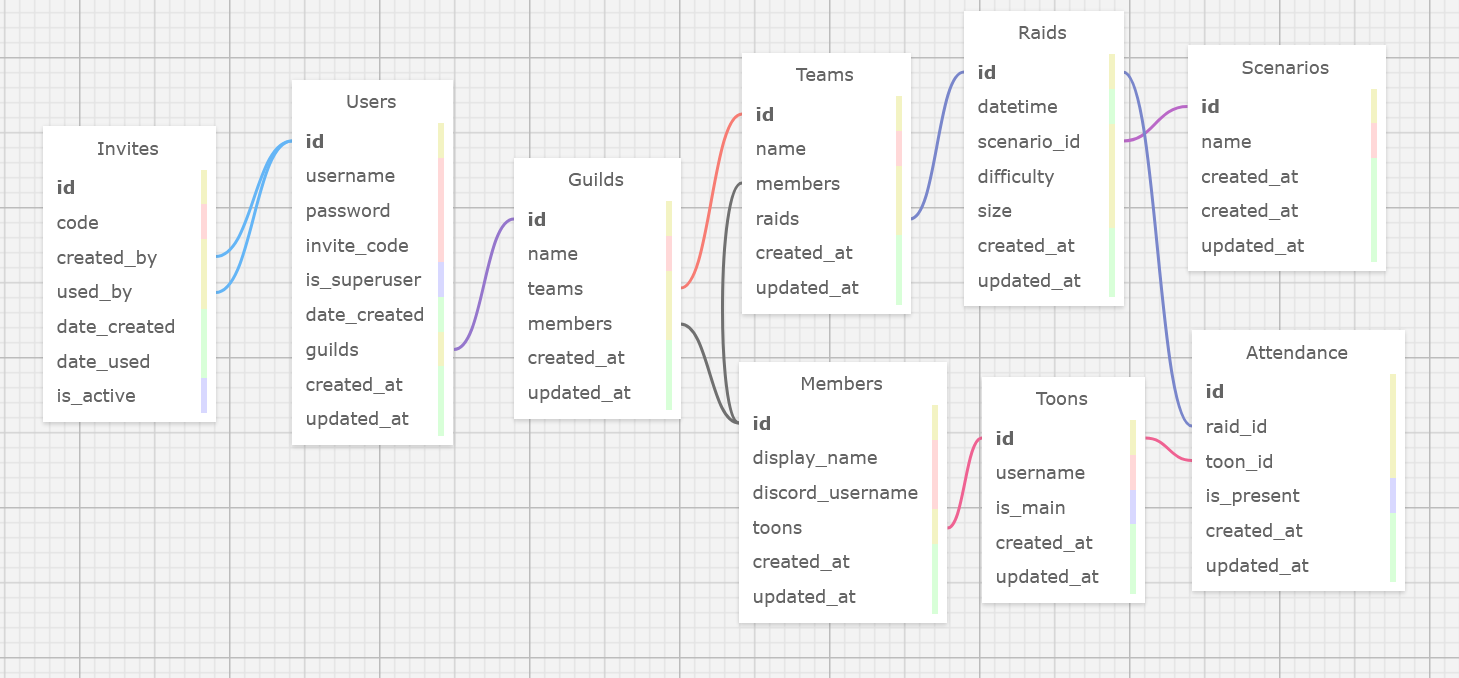 Invites
id
code
created_by
used_by
date_created
date_used
is_active
Users
id
username
password
invite_code
is_superuser
date_created
guilds
created_at
updated_at
Guilds
id
name
teams
members
created_at
updated_at
Teams
id
name
members
raids
created_at
updated_at
Members
id
display_name
discord_username
toons
created_at
updated_at
Raids
id
datetime
scenario_id
difficulty
size
created_at
updated_at
Toons
id
username
is_main
created_at
updated_at
Scenarios
id
name
created_at
created_at
updated_at
Attendance
id
raid_id
toon_id
is_present
created_at
updated_at